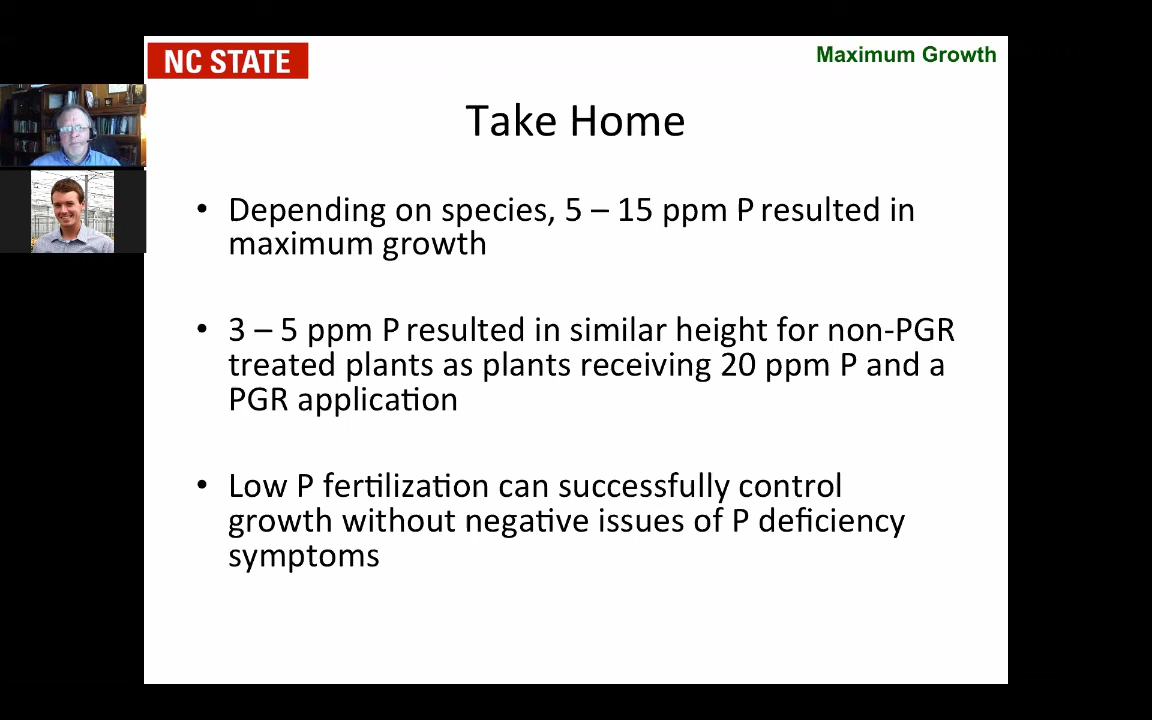 NC STATE
Maximum Growth
Take Home
• Depending on species, 5 – 15 ppm P resulted in
maximum growth
• 3 – 5 ppm P resulted in similar height for non-PGR
treated plants as plants receiving 20 ppm P and a
PGR application
• Low P fertilization can successfully control
growth without negative issues of P deficiency
symptoms